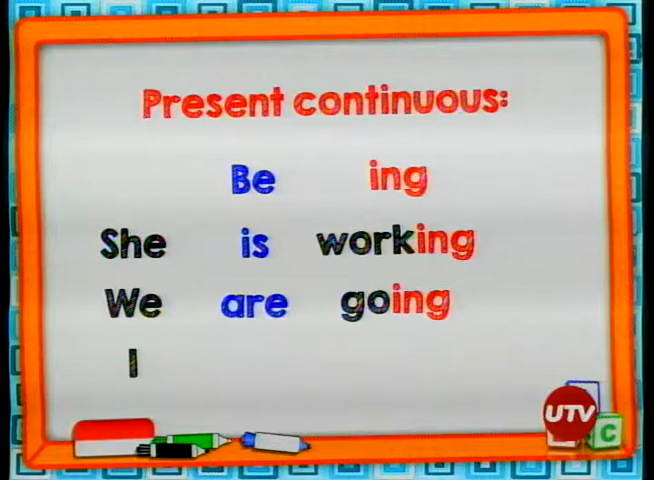 Present continuous:
Be ing
She is working
We are going
I
UTV
C